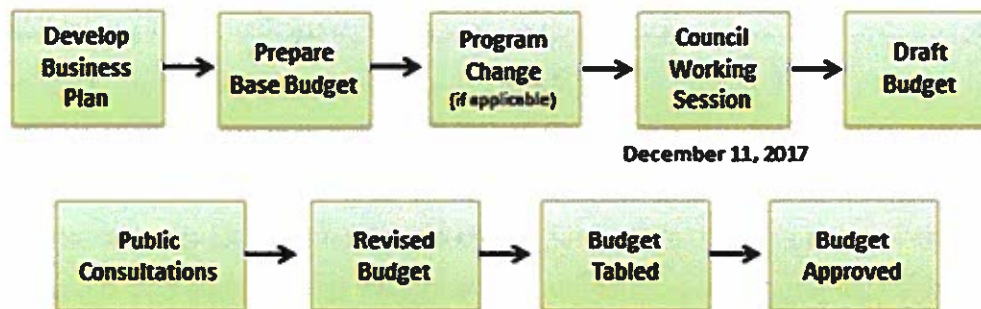 Develop
Business
Plan
Prepare
Base Budget
Program
Change
(if applicable)
Council
Working
Session
Draft
Budget
December 11, 2017
Public
Consultations
Revised
Budget
Budget
Tabled
Budget
Approved